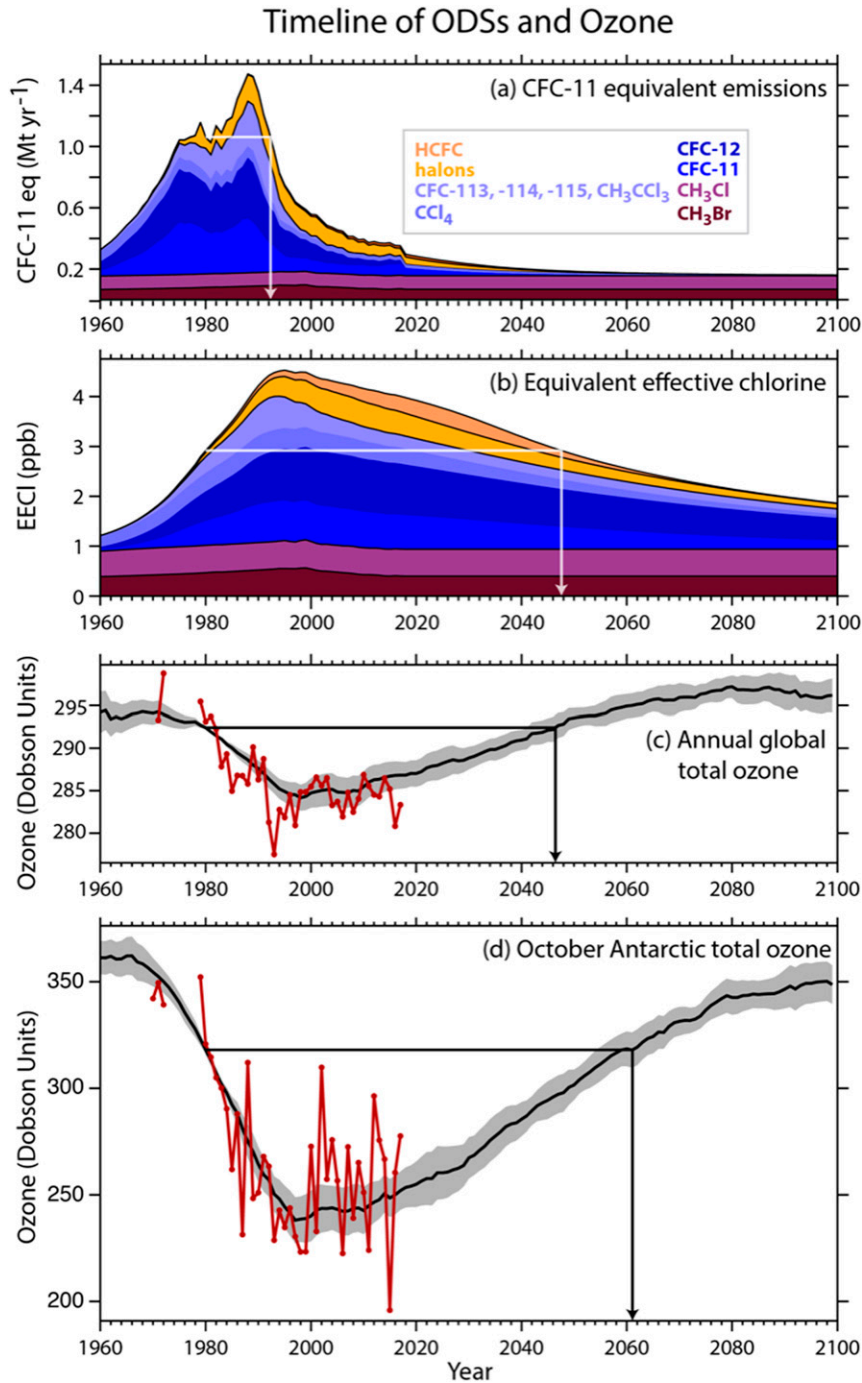 Timeline of ODSs and Ozone
(a) CFC-11 equivalent emissions
HCFC CFC-12
halons CFC-11
CFC-113, -114, -115, CH₃CCl₃ CH₃Cl
CCl₄ CH₃Br
CFC-11 eq (Mt yr⁻¹)
1.4
1.0
0.6
0.2
1960 1980 2000 2020 2040 2060 2080 2100
(b) Equivalent effective chlorine
EECl (ppb)
4
3
2
1
0
1960 1980 2000 2020 2040 2060 2080 2100
Ozone (Dobson Units)
295
290
285
280
(c) Annual global
total ozone
1960 1980 2000 2020 2040 2060 2080 2100
(d) October Antarctic total ozone
Ozone (Dobson Units)
350
300
250
200
1960 1980 2000 2020 2040 2060 2080 2100
Year